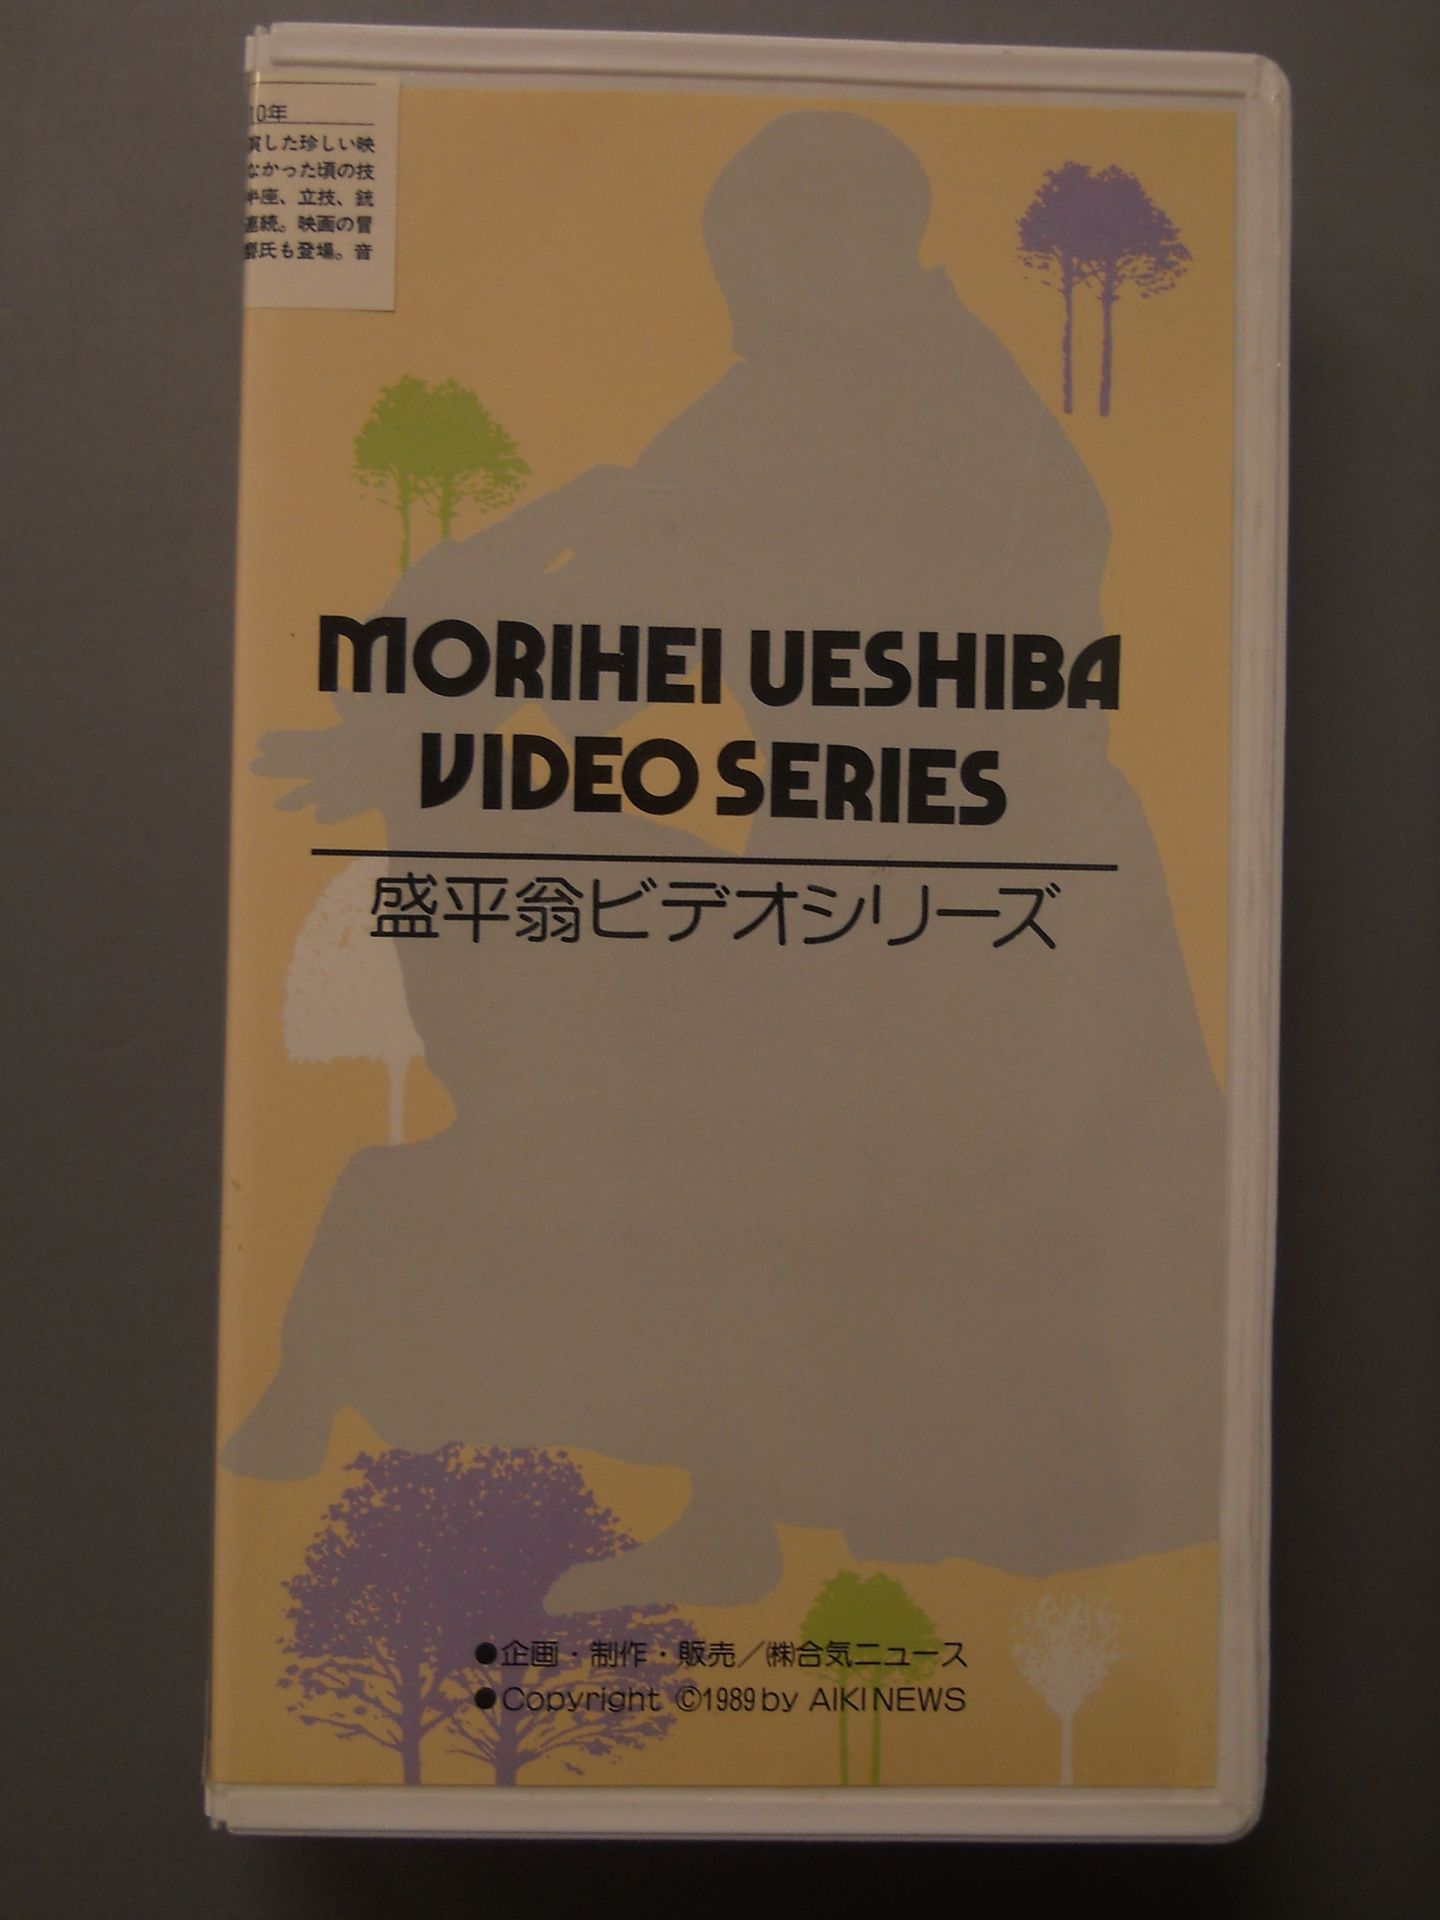 10年
演した珍しい映
なかった頃の技
半座、立技、銃
連続。映画の冒
氏も登場。音
MORIHEI UESHIBA
VIDEO SERIES
盛平翁ビデオシリーズ
●企画・制作・販売／㈱合気ニュース
●Copyright ©1989 by AIKI NEWS